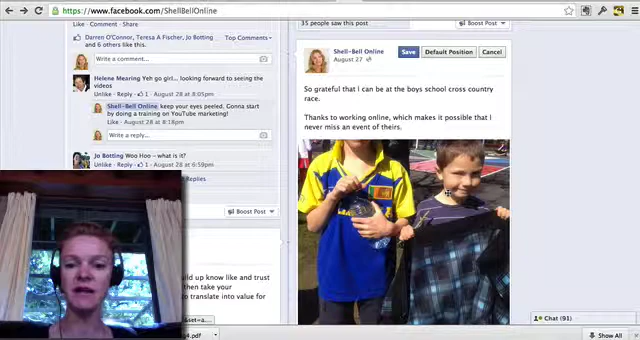 https://www.facebook.com/ShellBellOnline
Like · Comment · Share
Darren O'Connor, Teresa A Fischer, Jo Botting
and 6 others like this.
Top Comments
Write a comment...
Helene Mearing Yeh go girl... looking forward to seeing the
videos
Unlike · Reply · 1 · August 28 at 8:05pm
Shell-Bell Online keep your eyes peeled. Gonna start
by doing a training on YouTube marketing!
Like · August 28 at 8:18pm
Write a reply...
Jo Botting Woo Hoo - what is it?
Unlike · Reply · 1 · August 28 at 6:59pm
Replies
Boost Post
uild up know like and trust
then take your
to translate into value for
4.pdf
35 people saw this post
Boost Post
Shell-Bell Online
August 27
Save
Default Position
Cancel
So grateful that I can be at the boys school cross country
race.
Thanks to working online, which makes it possible that I
never miss an event of theirs.
Chat (91)
Show All